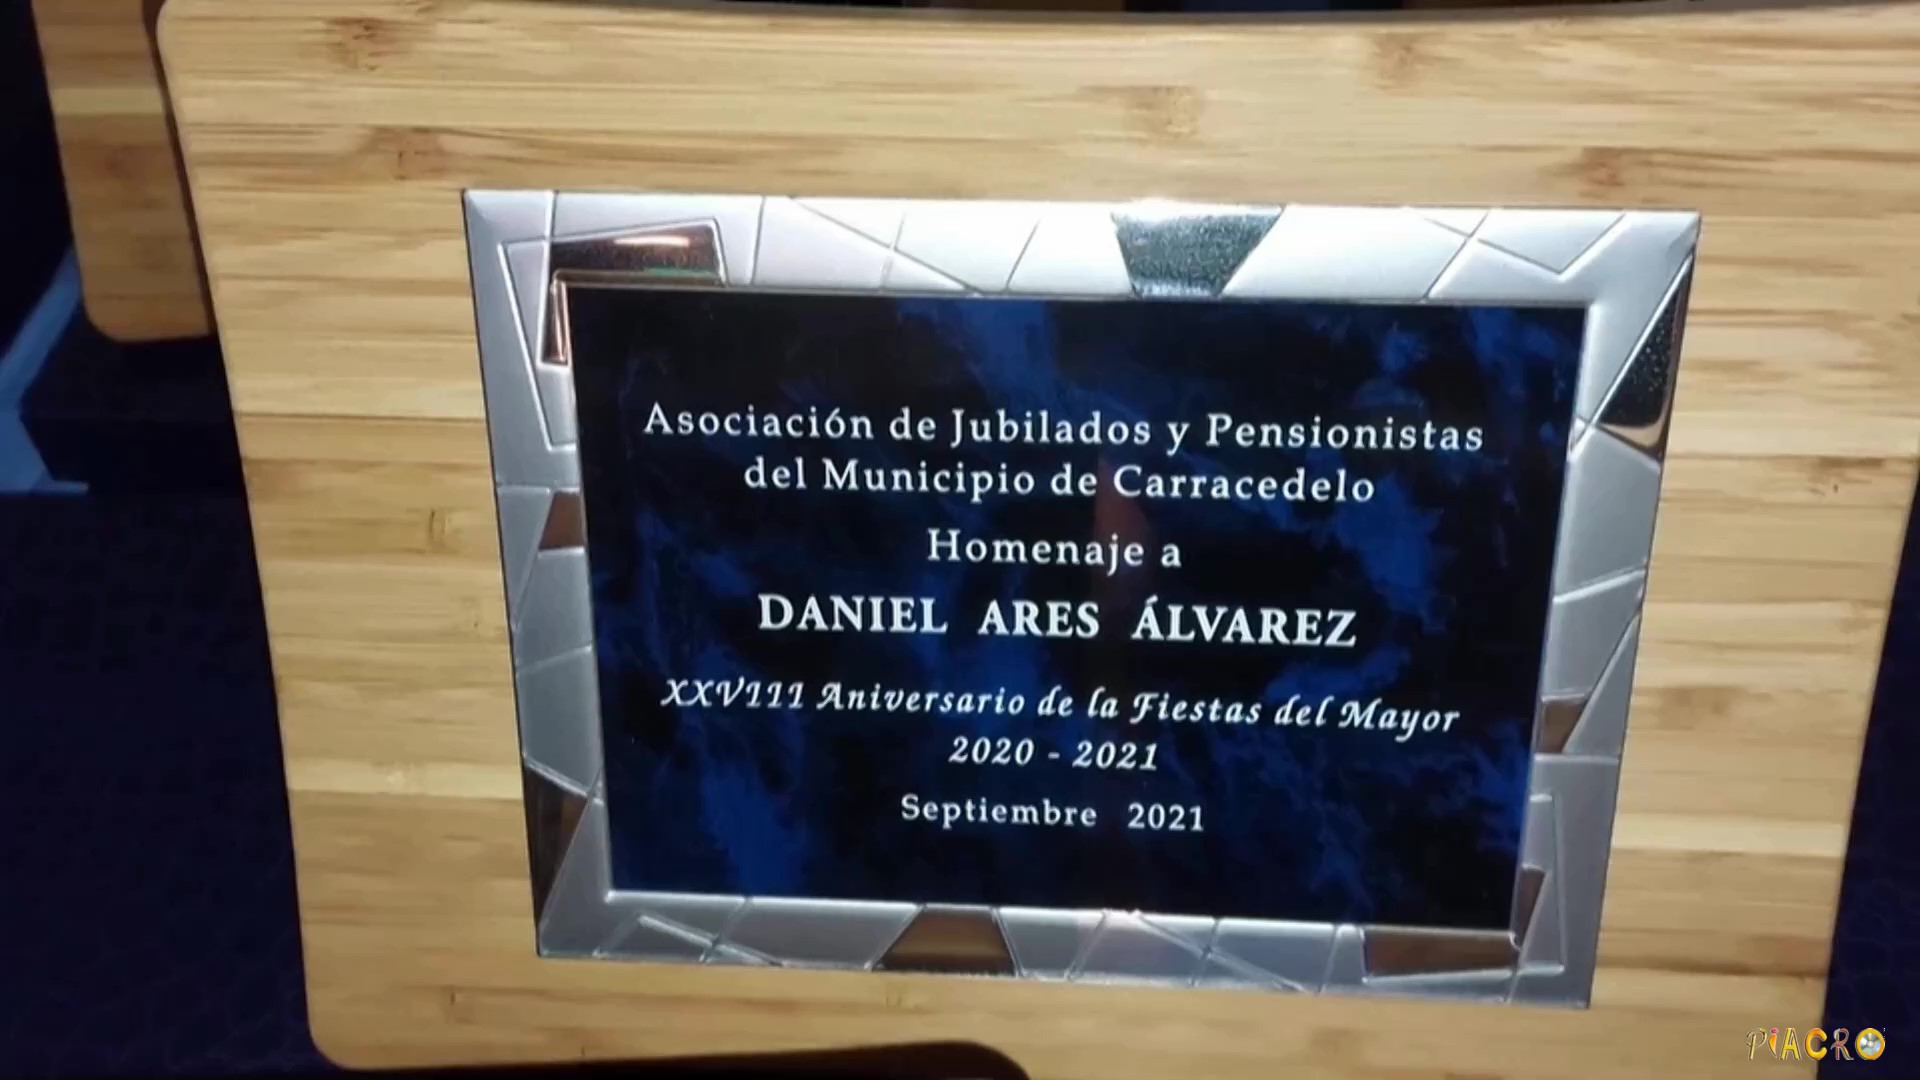 Asociación de Jubilados y Pensionistas
del Municipio de Carracedelo
Homenaje a
DANIEL ARES ÁLVAREZ
XXVIII Aniversario de la Fiestas del Mayor
2020 - 2021
Septiembre 2021
PiACRO